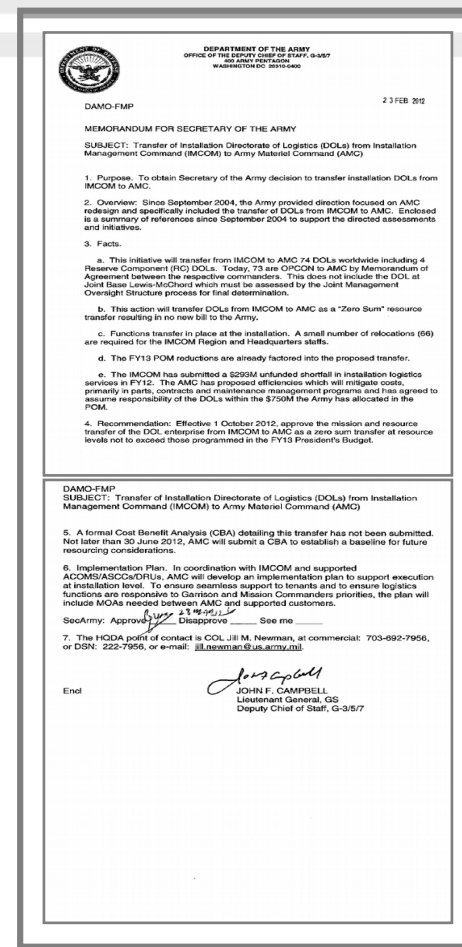 DEPARTMENT OF THE ARMY
OFFICE OF THE DEPUTY CHIEF OF STAFF, G-3/5/7
400 ARMY PENTAGON
WASHINGTON DC 20310-0400
23 FEB 2012
DAMO-FMP
MEMORANDUM FOR SECRETARY OF THE ARMY
SUBJECT: Transfer of Installation Directorate of Logistics (DOLs) from Installation
Management Command (IMCOM) to Army Materiel Command (AMC)
1. Purpose. To obtain Secretary of the Army decision to transfer installation DOLs from
IMCOM to AMC.
2. Overview: Since September 2004, the Army provided direction focused on AMC
redesign and specifically included the transfer of DOLs from IMCOM to AMC. Enclosed
is a summary of references since September 2004 to support the directed assessments
and initiatives.
3. Facts.
a. This initiative will transfer from IMCOM to AMC 74 DOLs worldwide including 4
Reserve Component (RC) DOLs. Today, 73 are OPCON to AMC by Memorandum of
Agreement between the respective commanders. This does not include the DOL at
Joint Base Lewis-McChord which must be assessed by the Joint Management
Oversight Structure process for final determination.
b. This action will transfer DOLs from IMCOM to AMC as a "Zero Sum" resource
transfer resulting in no new bill to the Army.
c. Functions transfer in place at the installation. A small number of relocations (66)
are required for the IMCOM Region and Headquarters staffs.
d. The FY13 POM reductions are already factored into the proposed transfer.
e. The IMCOM has submitted a $293M unfunded shortfall in installation logistics
services in FY12. The AMC has proposed efficiencies which will mitigate costs,
primarily in parts, contracts and maintenance management programs and has agreed to
assume responsibility of the DOLs within the $750M the Army has allocated in the
POM.
4. Recommendation: Effective 1 October 2012, approve the mission and resource
transfer of the DOL enterprise from IMCOM to AMC as a zero sum transfer at resource
levels not to exceed those programmed in the FY13 President's Budget.
DAMO-FMP
SUBJECT: Transfer of Installation Directorate of Logistics (DOLs) from Installation
Management Command (IMCOM) to Army Materiel Command (AMC)
5. A formal Cost Benefit Analysis (CBA) detailing this transfer has not been submitted.
Not later than 30 June 2012, AMC will submit a CBA to establish a baseline for future
resourcing considerations.
6. Implementation Plan. In coordination with IMCOM and supported
ACOMS/ASCCs/DRUs, AMC will develop an implementation plan to support execution
at installation level. To ensure seamless support to tenants and to ensure logistics
functions are responsive to Garrison and Mission Commanders priorities, the plan will
include MOAs needed between AMC and supported customers.
SecArmy: Approve Disapprove See me
7. The HQDA point of contact is COL Jill M. Newman, at commercial: 703-692-7956,
or DSN: 222-7956, or e-mail: jill.newman@us.army.mil.
Encl
JOHN F. CAMPBELL
Lieutenant General, GS
Deputy Chief of Staff, G-3/5/7